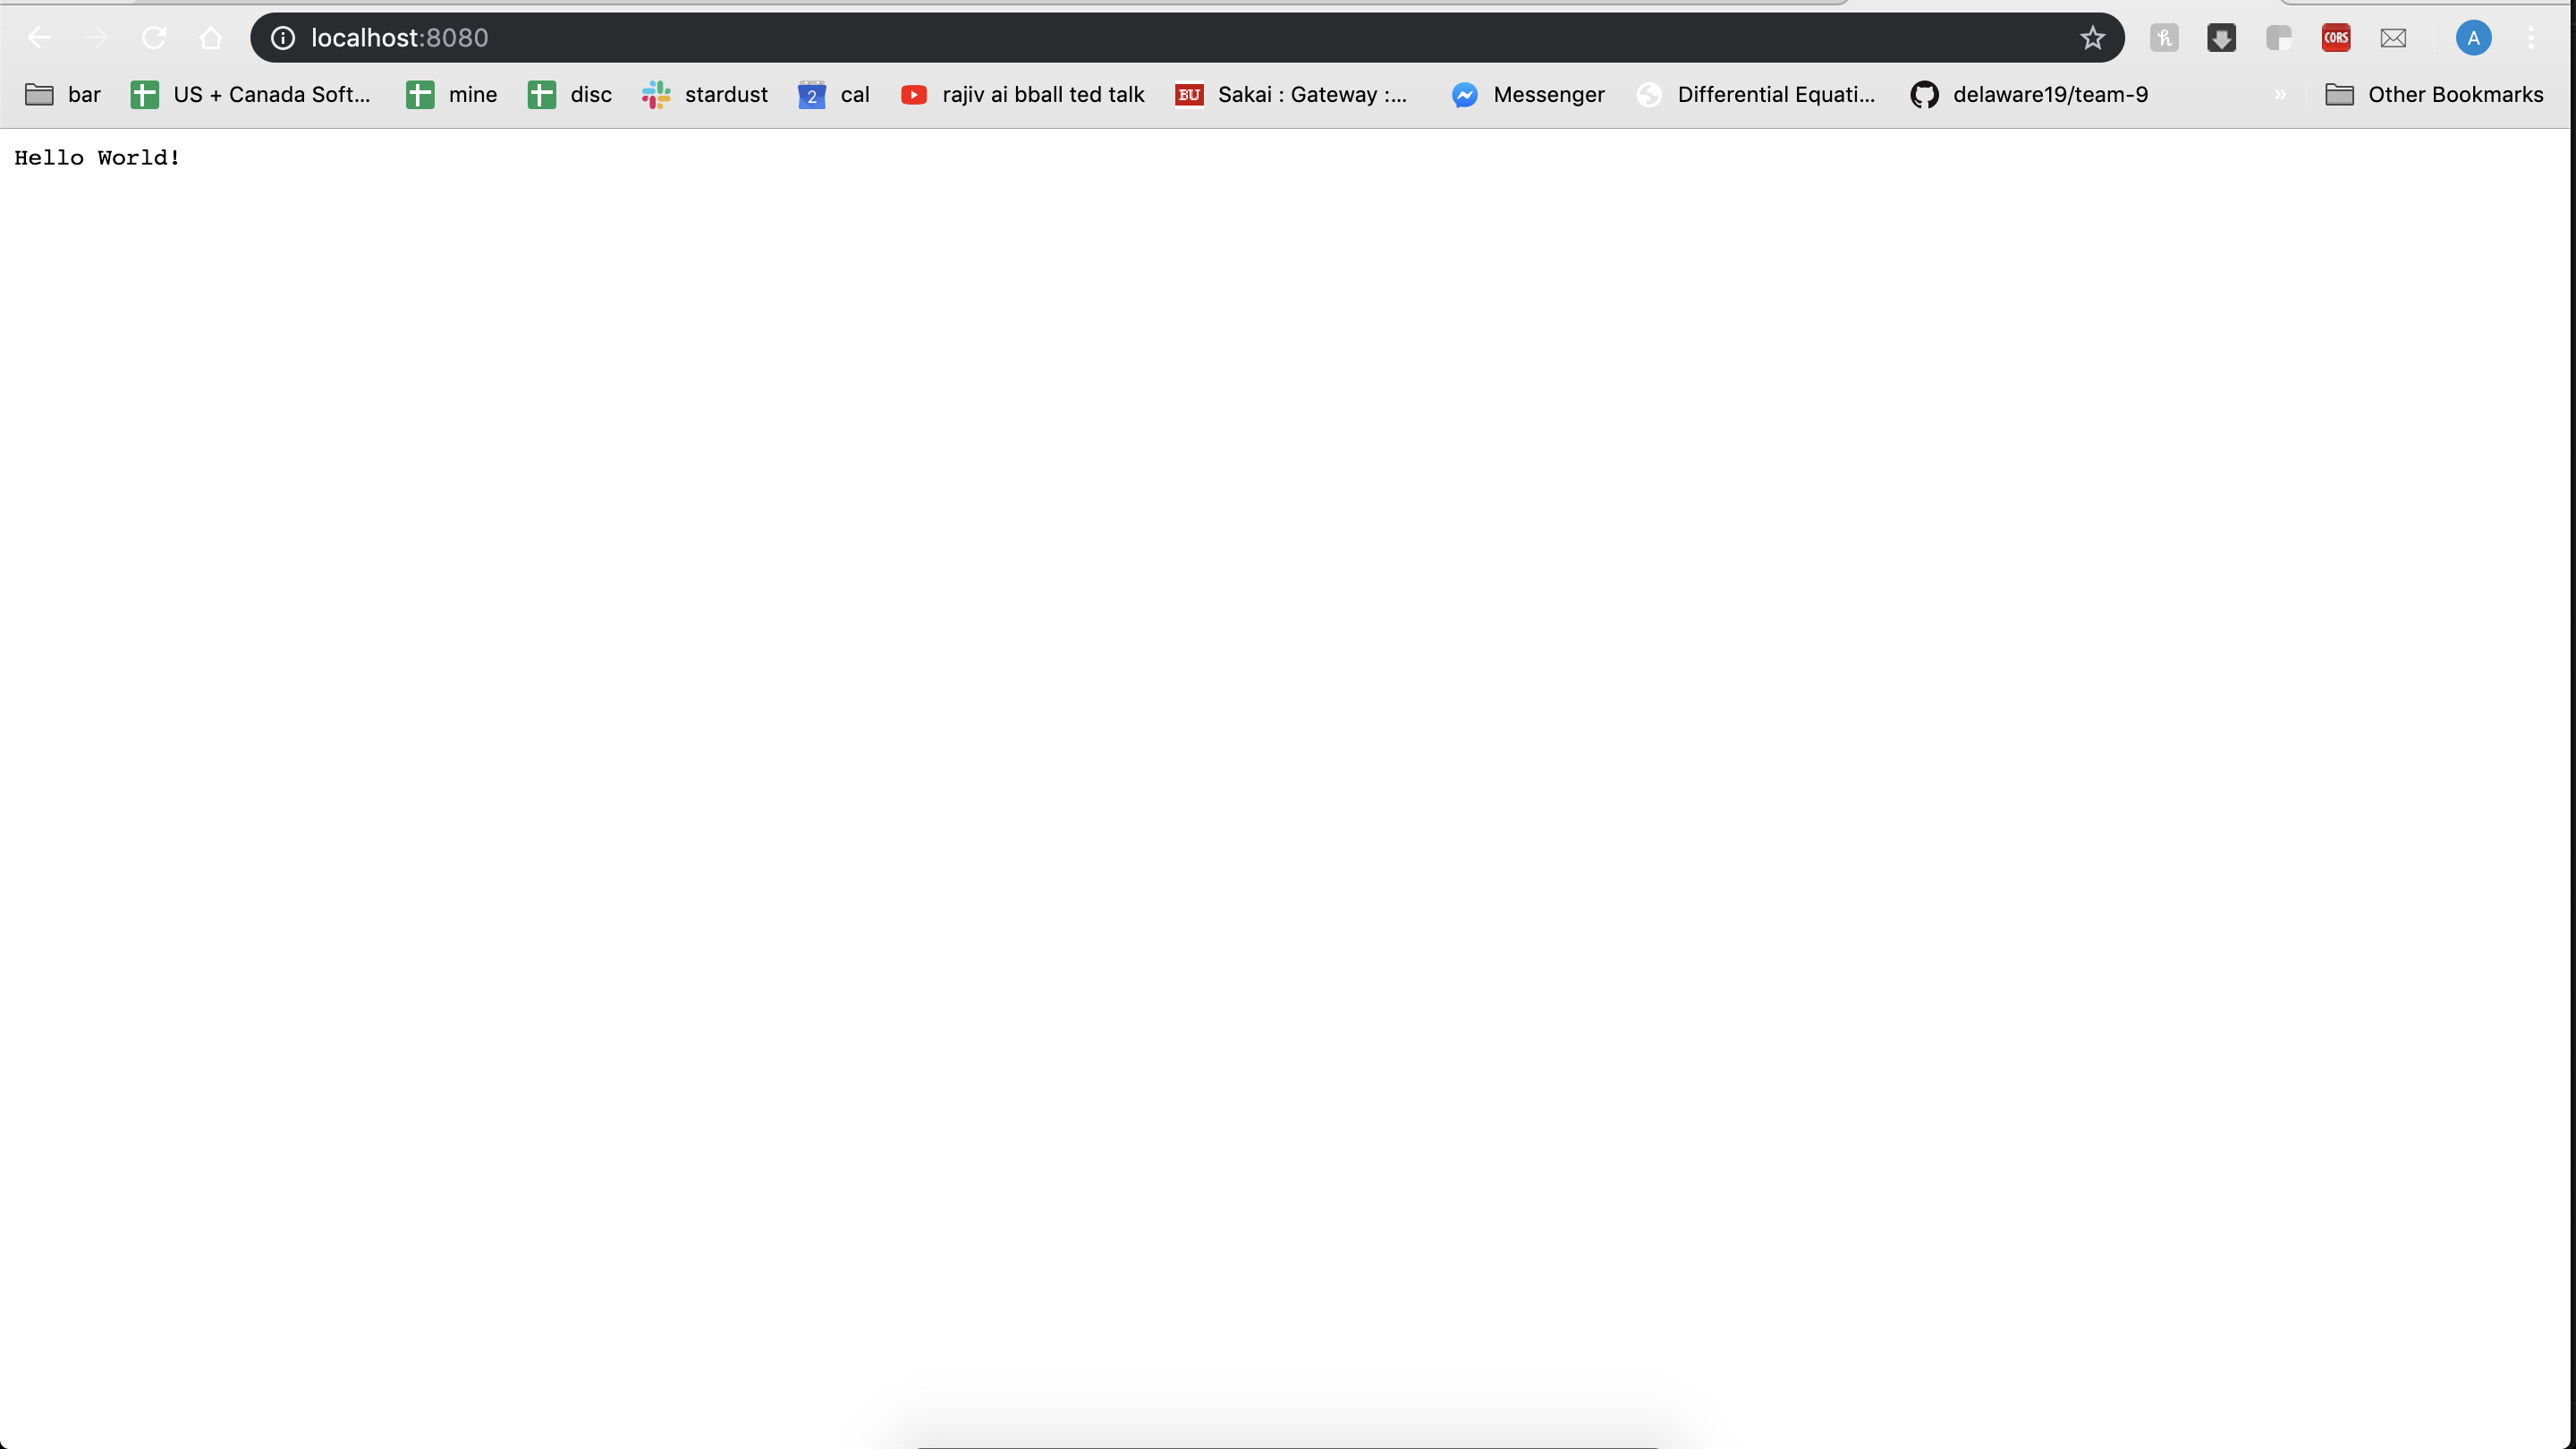 localhost:8080
CORS
A
bar US + Canada Soft... mine disc stardust 2 cal rajiv ai bball ted talk BU Sakai : Gateway :... Messenger Differential Equati... delaware19/team-9 » Other Bookmarks
Hello World!